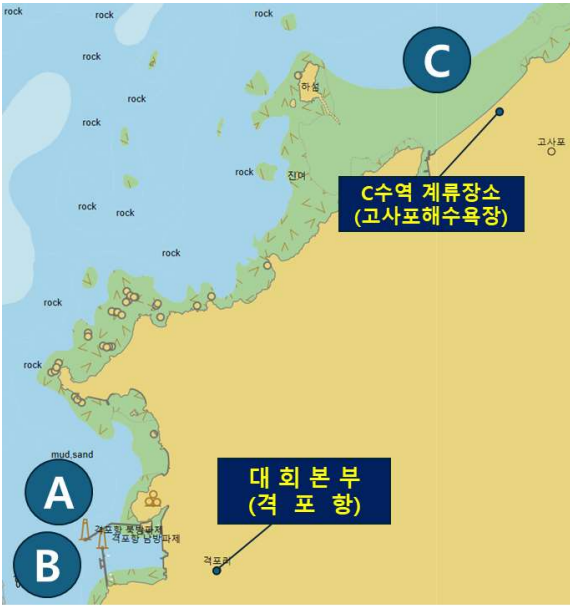 rock
rock
rock
rock
C
하섬
rock
rock
고사포
rock
진여
C수역 계류장소
(고사포해수욕장)
rock
rock
rock
rock
rock
mud,sand
대 회 본 부
(격 포 항)
A
격포항 북방파제
격포항 남방파제
B
격포리